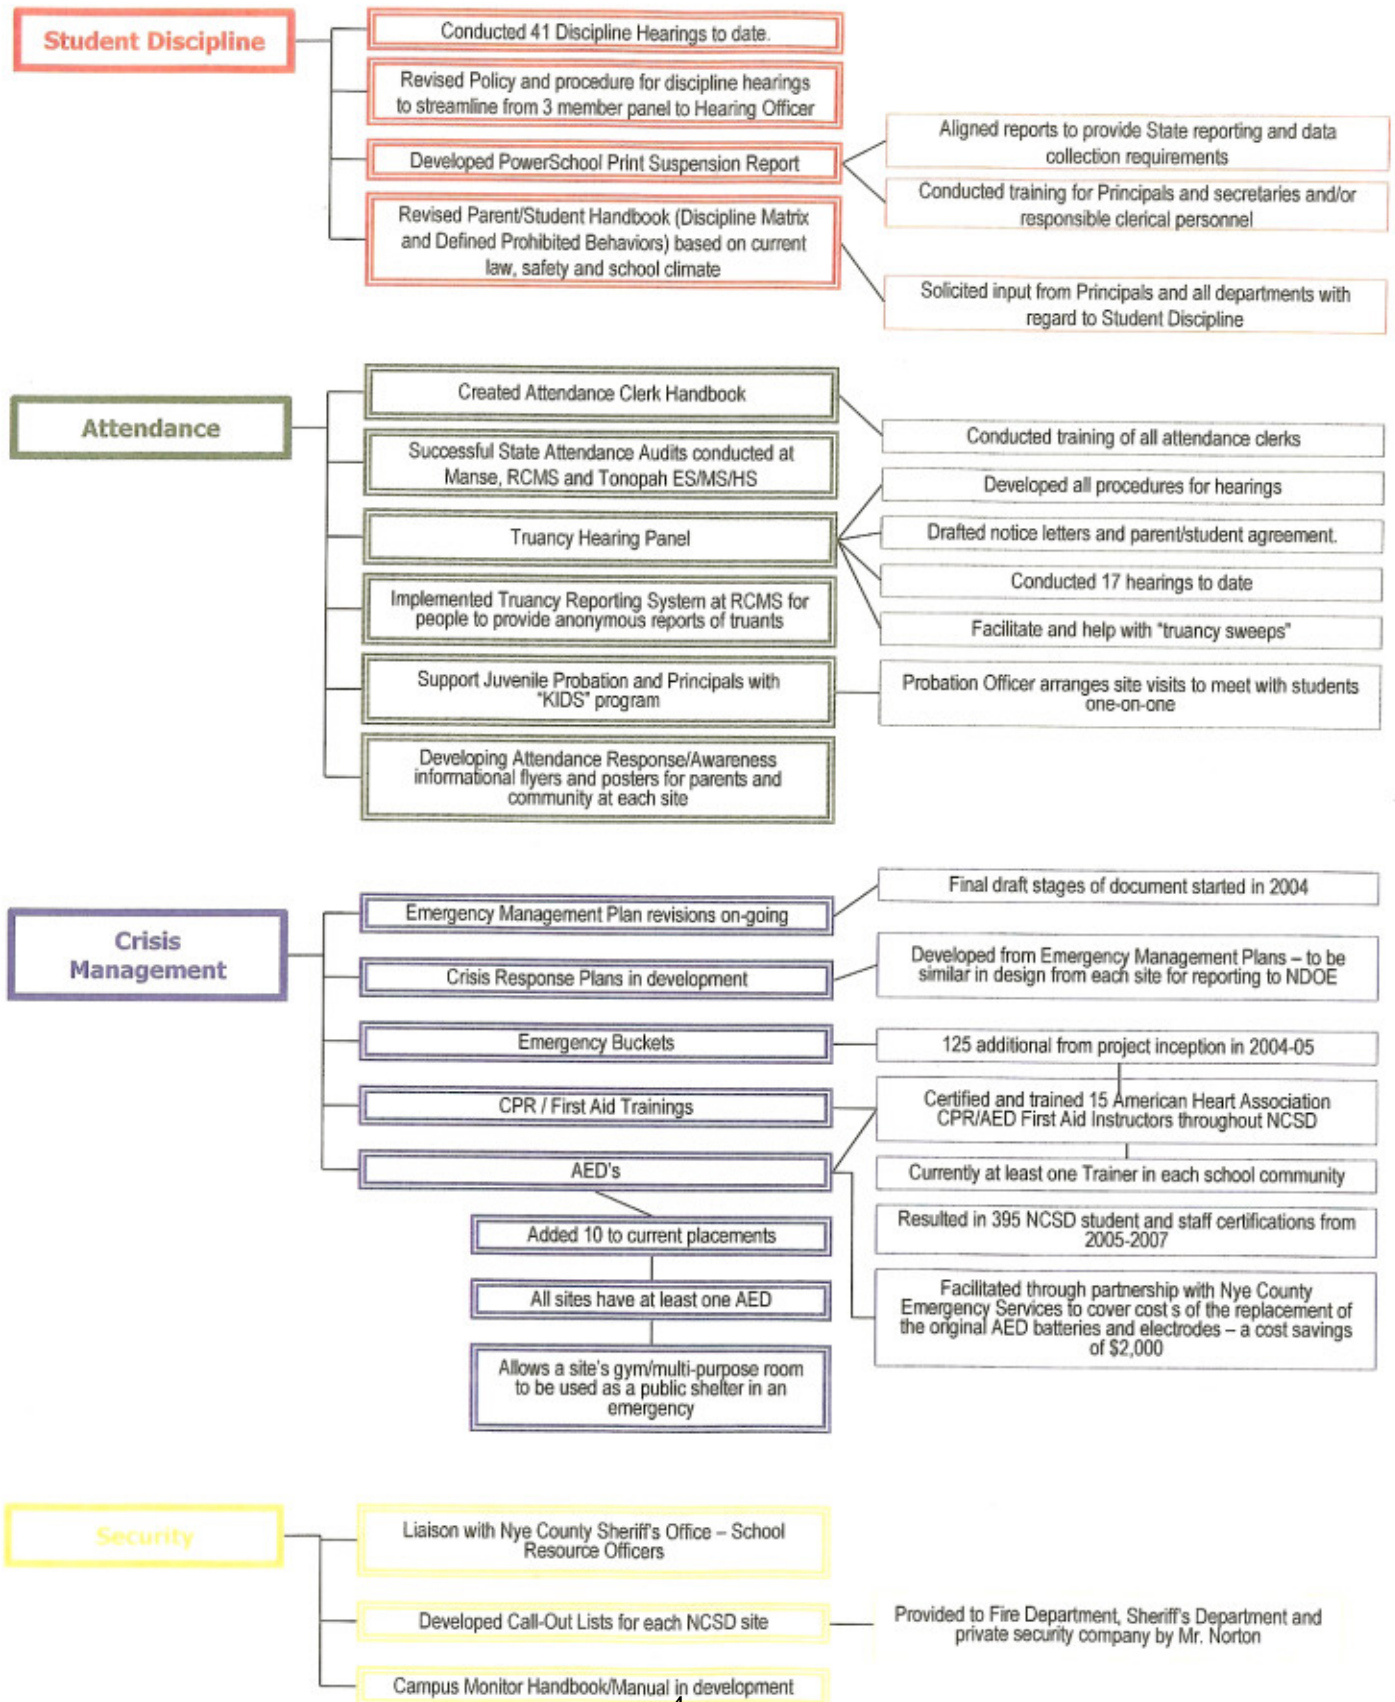 Student Discipline
Conducted 41 Discipline Hearings to date.
Revised Policy and procedure for discipline hearings
to streamline from 3 member panel to Hearing Officer
Developed PowerSchool Print Suspension Report
Aligned reports to provide State reporting and data
collection requirements
Conducted training for Principals and secretaries and/or
responsible clerical personnel
Revised Parent/Student Handbook (Discipline Matrix
and Defined Prohibited Behaviors) based on current
law, safety and school climate
Solicited input from Principals and all departments with
regard to Student Discipline
Attendance
Created Attendance Clerk Handbook
Conducted training of all attendance clerks
Successful State Attendance Audits conducted at
Manse, RCMS and Tonopah ES/MS/HS
Truancy Hearing Panel
Developed all procedures for hearings
Drafted notice letters and parent/student agreement.
Conducted 17 hearings to date
Facilitate and help with "truancy sweeps"
Implemented Truancy Reporting System at RCMS for
people to provide anonymous reports of truants
Support Juvenile Probation and Principals with
"KIDS" program
Probation Officer arranges site visits to meet with students
one-on-one
Developing Attendance Response/Awareness
informational flyers and posters for parents and
community at each site
Crisis
Management
Emergency Management Plan revisions on-going
Final draft stages of document started in 2004
Crisis Response Plans in development
Developed from Emergency Management Plans – to be
similar in design from each site for reporting to NDOE
Emergency Buckets
125 additional from project inception in 2004-05
CPR / First Aid Trainings
Certified and trained 15 American Heart Association
CPR/AED First Aid Instructors throughout NCSD
Currently at least one Trainer in each school community
Resulted in 395 NCSD student and staff certifications from
2005-2007
AED's
Added 10 to current placements
All sites have at least one AED
Allows a site's gym/multi-purpose room
to be used as a public shelter in an
emergency
Facilitated through partnership with Nye County
Emergency Services to cover cost s of the replacement of
the original AED batteries and electrodes – a cost savings
of $2,000
Security
Liaison with Nye County Sheriff's Office – School
Resource Officers
Developed Call-Out Lists for each NCSD site
Provided to Fire Department, Sheriff's Department and
private security company by Mr. Norton
Campus Monitor Handbook/Manual in development
4